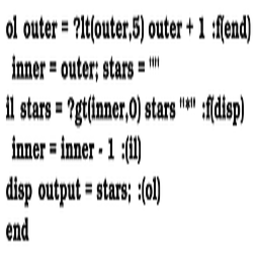 ol outer = ?lt(outer,5) outer + 1 :f(end)
inner = outer; stars = ""
il stars = ?gt(inner,0) stars "*" :f(disp)
inner = inner - 1 :(il)
disp output = stars; :(ol)
end